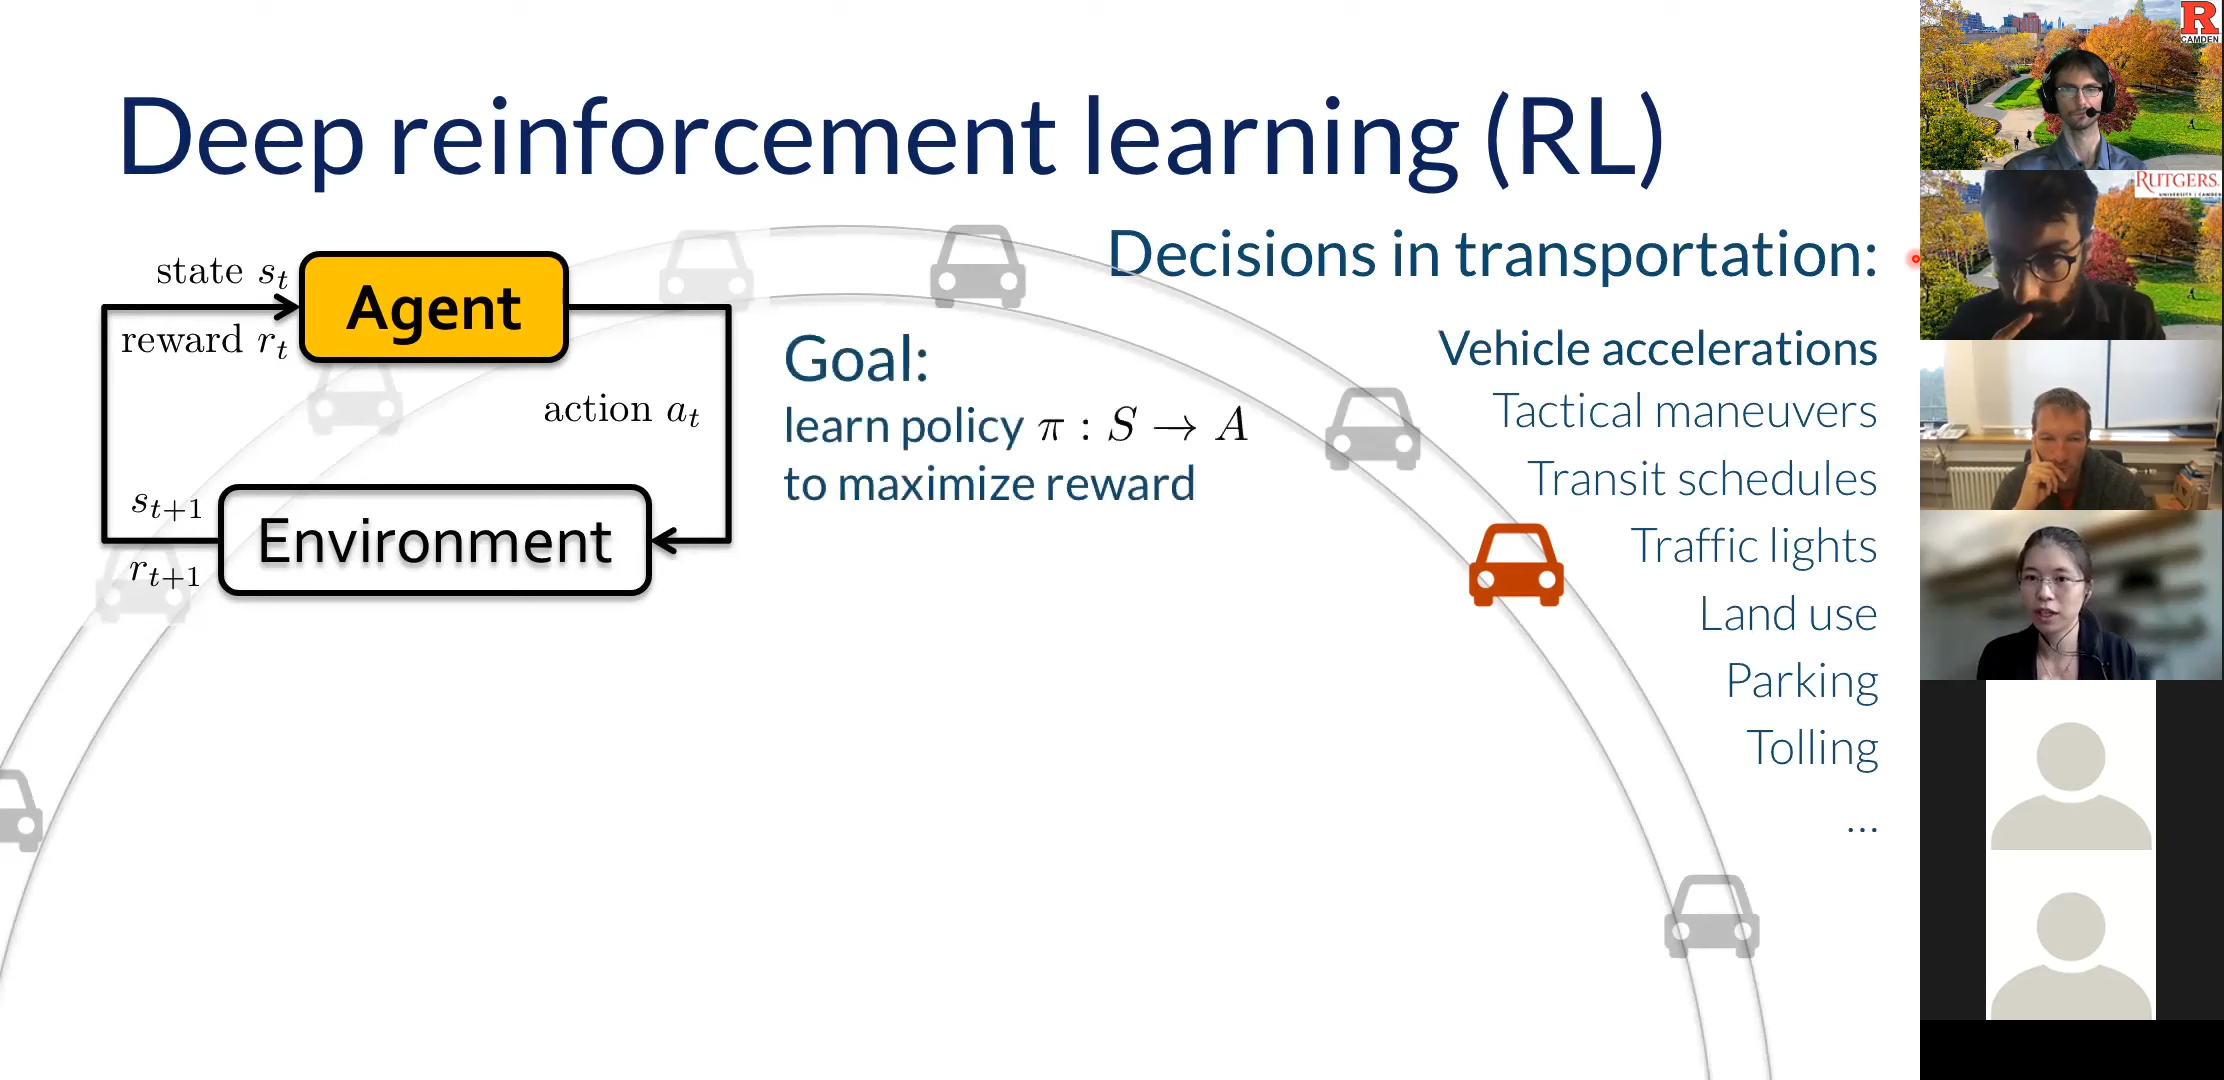 Deep reinforcement learning (RL)
state s_t
reward r_t
Agent
action a_t
s_{t+1}
r_{t+1}
Environment
Goal:
learn policy π : S → A
to maximize reward
Decisions in transportation:
Vehicle accelerations
Tactical maneuvers
Transit schedules
Traffic lights
Land use
Parking
Tolling
...
R
CAMDEN
RUTGERS
UNIVERSITY | CAMDEN